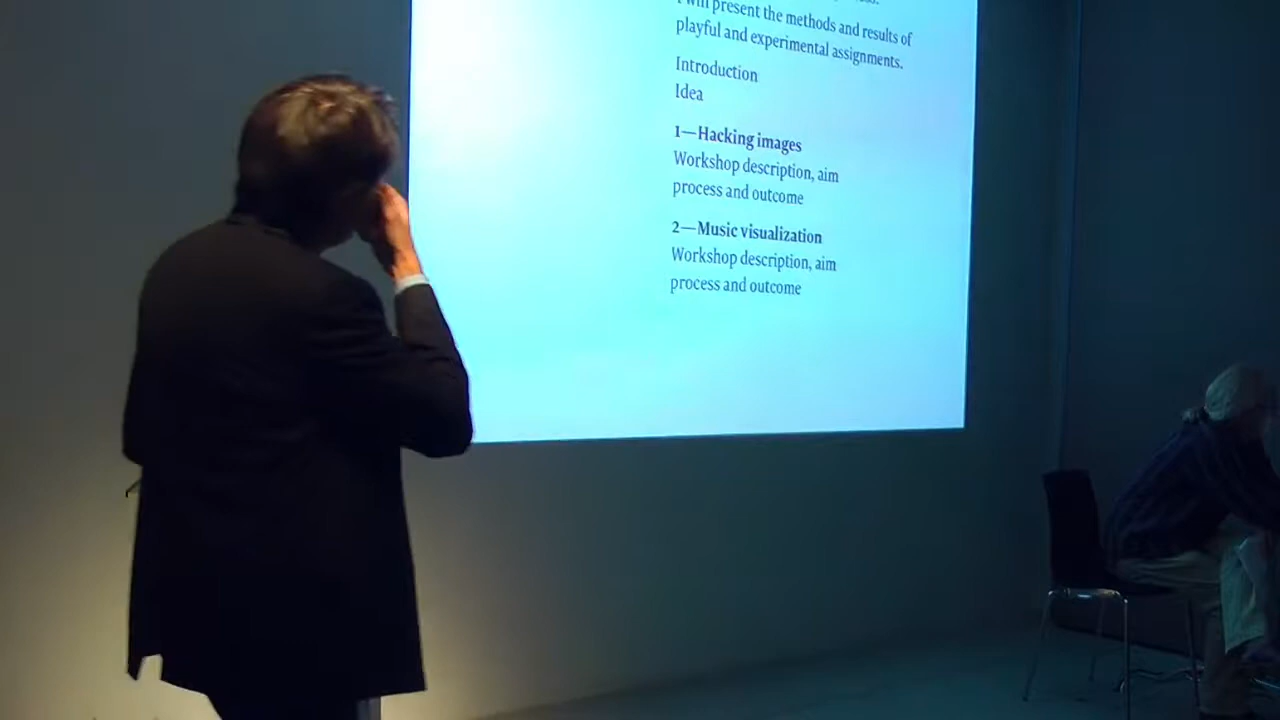 I will present the methods and results of
playful and experimental assignments.
Introduction
Idea
1—Hacking images
Workshop description, aim
process and outcome
2—Music visualization
Workshop description, aim
process and outcome